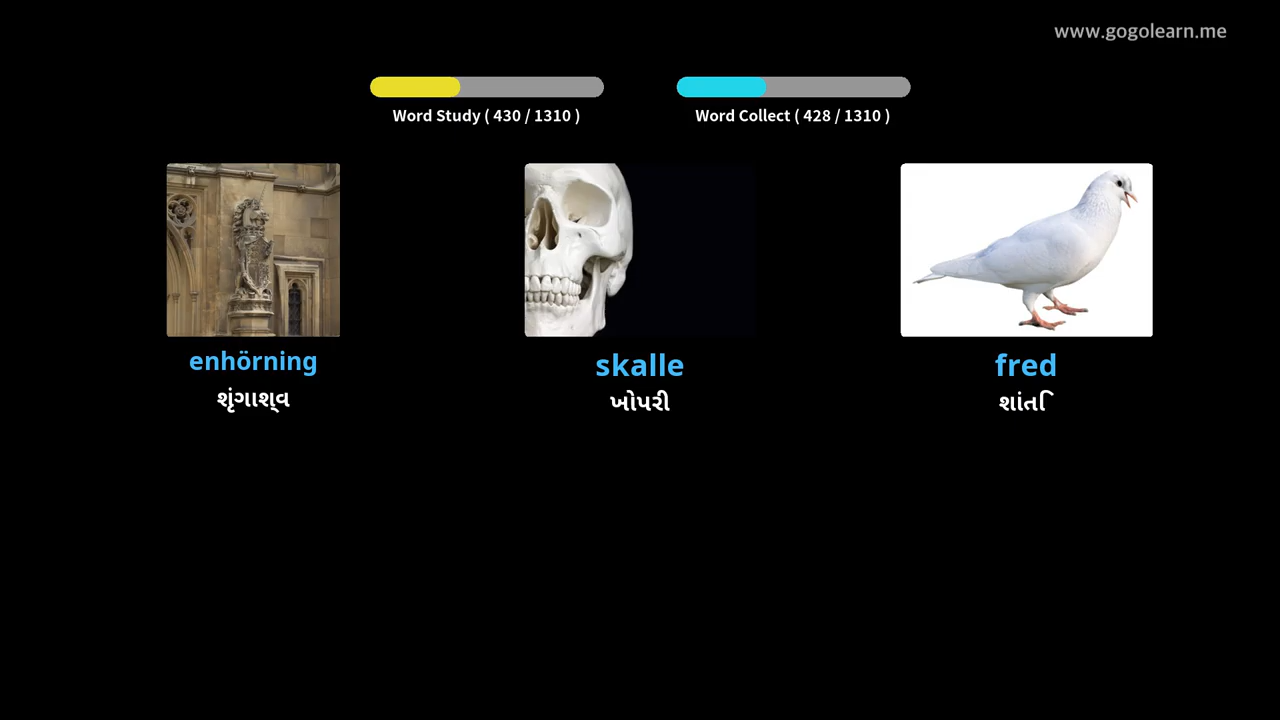 www.gogolearn.me
Word Study ( 430 / 1310 )
Word Collect ( 428 / 1310 )
enhörning
skalle
fred
શૃંગાશ્વ
ખોપરી
શાંતિ